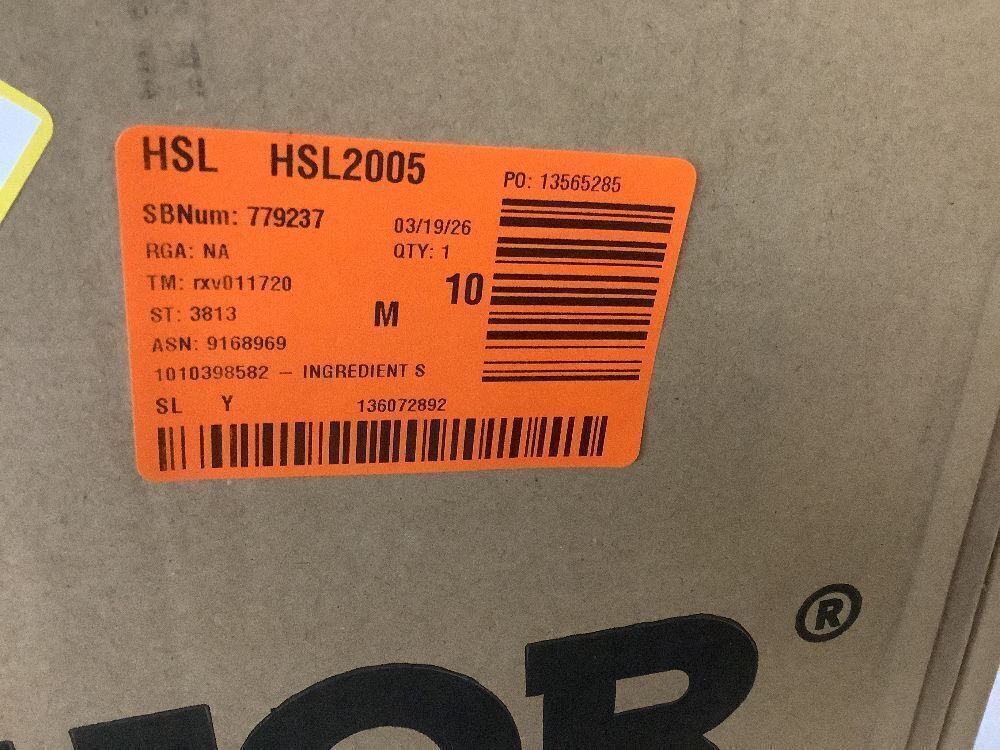 HSL HSL2005
PO: 13565285
SBNum: 779237 03/19/26
RGA: NA QTY: 1
TM: rxv011720 10
ST: 3813 M
ASN: 9168969
1010398582 – INGREDIENT S
SL Y 136072892
®